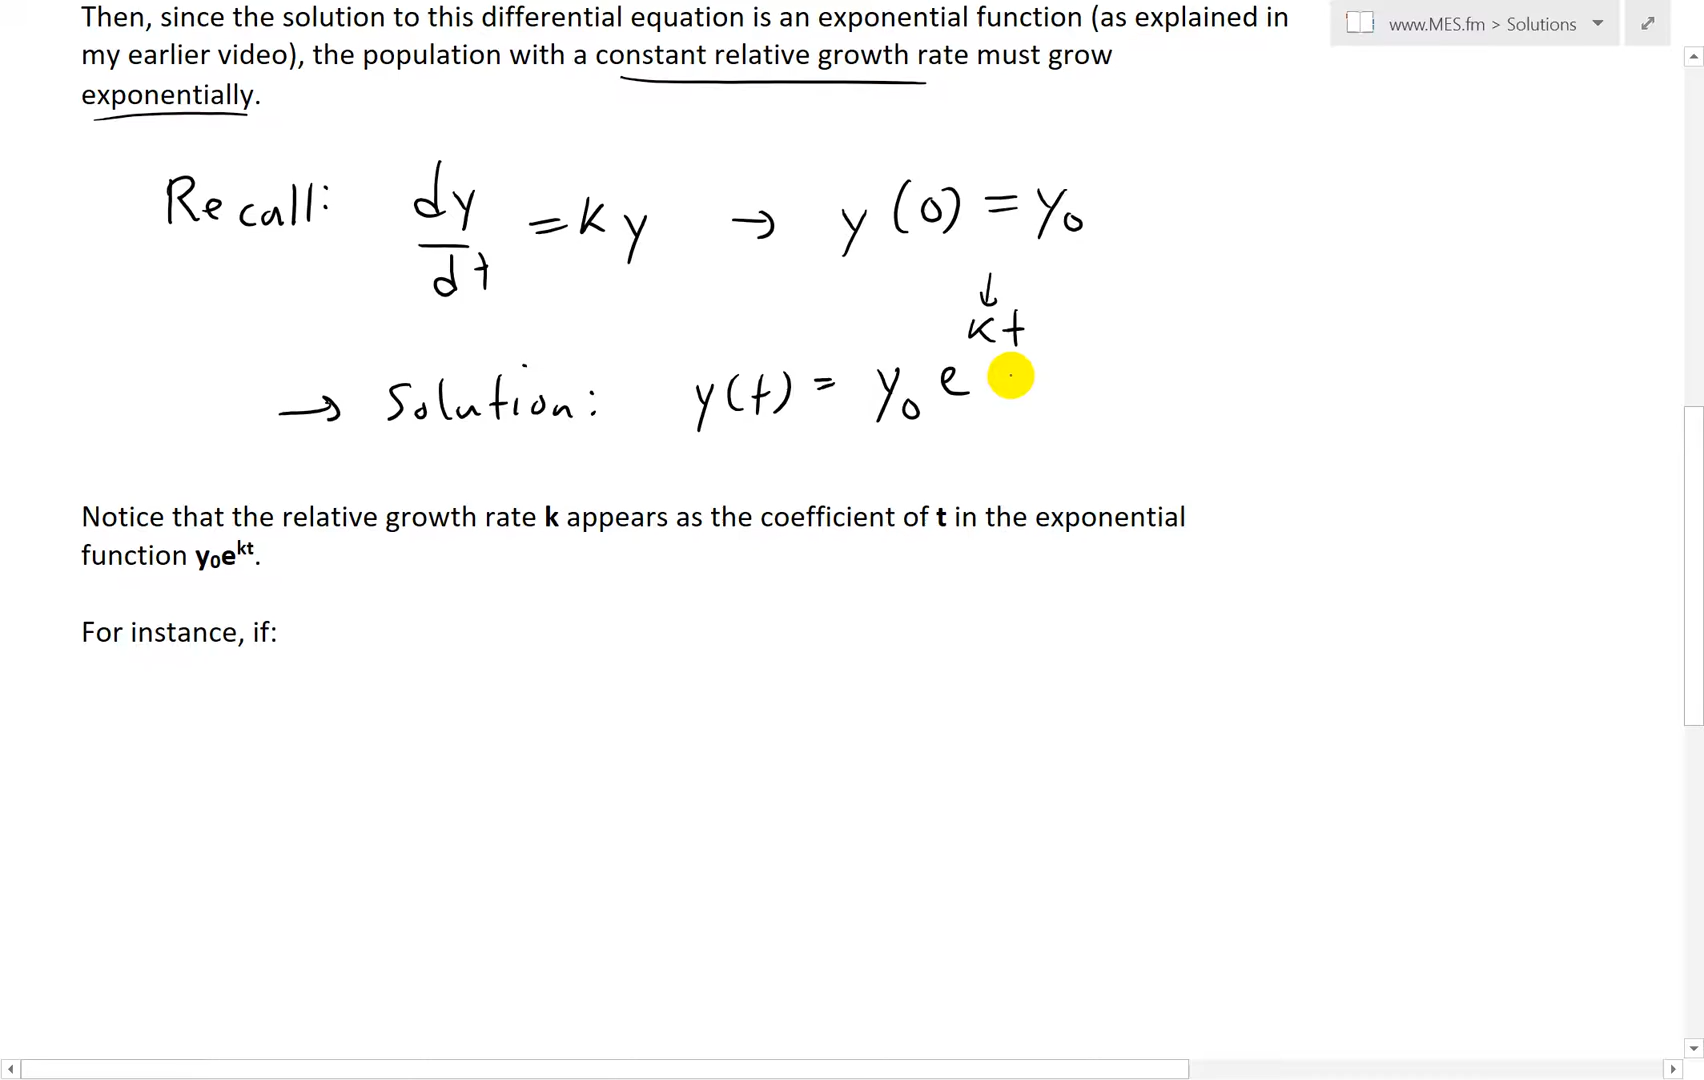 Then, since the solution to this differential equation is an exponential function (as explained in
my earlier video), the population with a constant relative growth rate must grow
exponentially.
www.MES.fm > Solutions
Recall: dy/dt = ky → y(0) = y₀
↓
→ Solution: y(t) = y₀ e^kt
Notice that the relative growth rate k appears as the coefficient of t in the exponential
function y₀eᵏᵗ.
For instance, if: